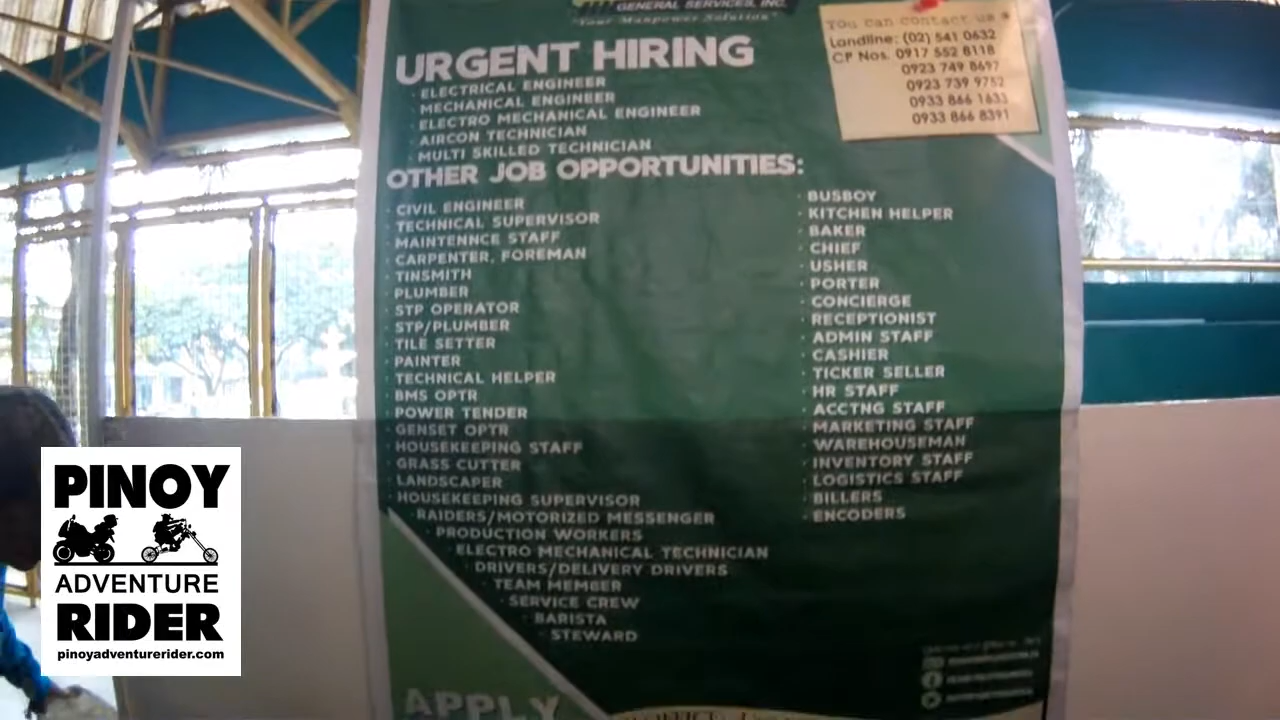 GENERAL SERVICES, INC.
"Your Manpower Solution"
You can contact us
Landline: (02) 541 0632
CP Nos. 0917 552 8118
0923 749 8697
0923 739 9752
0933 866 1633
0933 866 8391
URGENT HIRING
· ELECTRICAL ENGINEER
· MECHANICAL ENGINEER
· ELECTRO MECHANICAL ENGINEER
· AIRCON TECHNICIAN
· MULTI SKILLED TECHNICIAN
OTHER JOB OPPORTUNITIES:
· CIVIL ENGINEER
· TECHNICAL SUPERVISOR
· MAINTENNCE STAFF
· CARPENTER, FOREMAN
· TINSMITH
· PLUMBER
· STP OPERATOR
· STP/PLUMBER
· TILE SETTER
· PAINTER
· TECHNICAL HELPER
· BMS OPTR
· POWER TENDER
· GENSET OPTR
· HOUSEKEEPING STAFF
· GRASS CUTTER
· LANDSCAPER
· HOUSEKEEPING SUPERVISOR
· RAIDERS/MOTORIZED MESSENGER
· PRODUCTION WORKERS
· ELECTRO MECHANICAL TECHNICIAN
· DRIVERS/DELIVERY DRIVERS
· TEAM MEMBER
· SERVICE CREW
· BARISTA
· STEWARD
· BUSBOY
· KITCHEN HELPER
· BAKER
· CHIEF
· USHER
· PORTER
· CONCIERGE
· RECEPTIONIST
· ADMIN STAFF
· CASHIER
· TICKER SELLER
· HR STAFF
· ACCTNG STAFF
· MARKETING STAFF
· WAREHOUSEMAN
· INVENTORY STAFF
· LOGISTICS STAFF
· BILLERS
· ENCODERS
APPLY
PINOY
ADVENTURE
RIDER
pinoyadventurerider.com